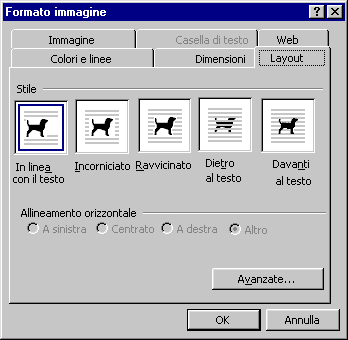 Formato immagine
Immagine Casella di testo Web
Colori e linee Dimensioni Layout
Stile
In linea con il testo
Incorniciato
Ravvicinato
Dietro al testo
Davanti al testo
Allineamento orizzontale
A sinistra Centrato A destra Altro
Avanzate...
OK Annulla